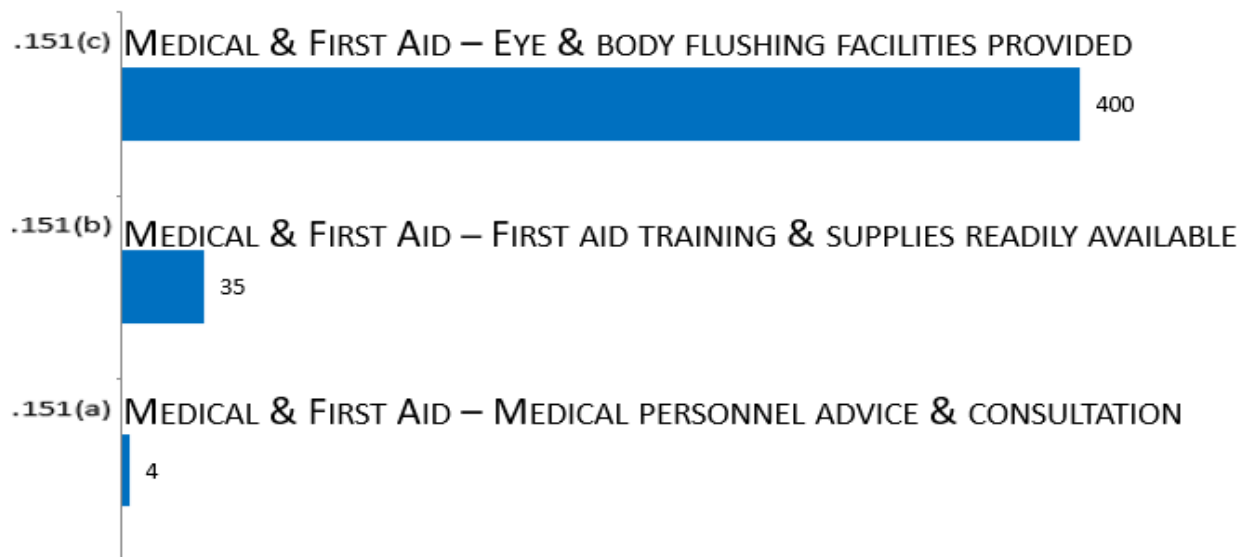 .151(c) MEDICAL & FIRST AID – EYE & BODY FLUSHING FACILITIES PROVIDED
400
.151(b) MEDICAL & FIRST AID – FIRST AID TRAINING & SUPPLIES READILY AVAILABLE
35
.151(a) MEDICAL & FIRST AID – MEDICAL PERSONNEL ADVICE & CONSULTATION
4